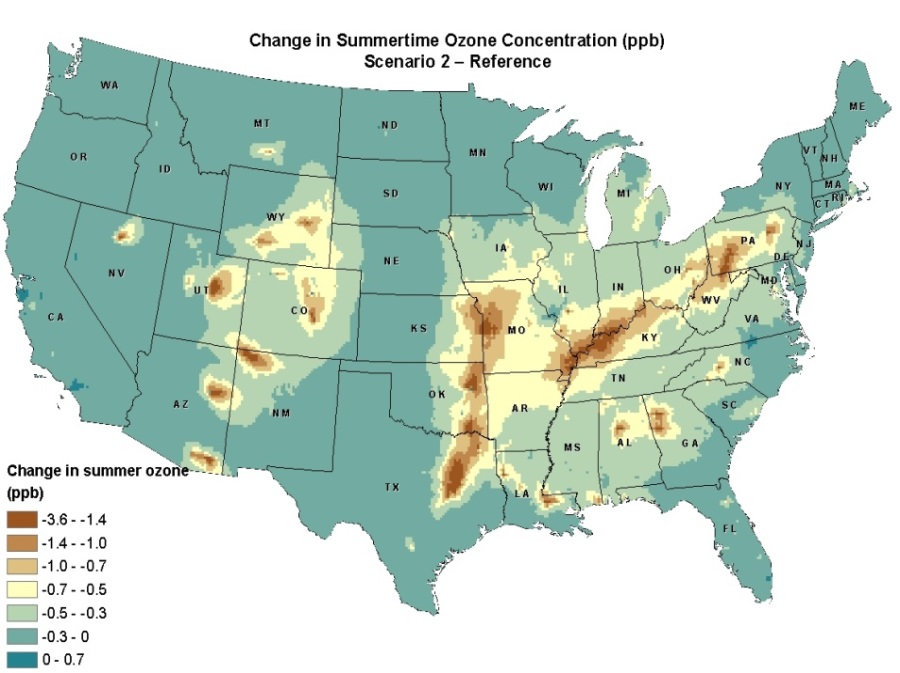 Change in Summertime Ozone Concentration (ppb)
Scenario 2 – Reference
WA
MT
ND
MN
ME
OR
ID
SD
WI
MI
VT
NH
NY
MA
CT
RI
WY
IA
PA
NJ
NV
UT
NE
IL
IN
OH
DE
MD
CA
CO
KS
MO
WV
VA
KY
AZ
NM
OK
AR
TN
NC
SC
MS
AL
GA
TX
LA
FL
Change in summer ozone
(ppb)
-3.6 - -1.4
-1.4 - -1.0
-1.0 - -0.7
-0.7 - -0.5
-0.5 - -0.3
-0.3 - 0
0 - 0.7